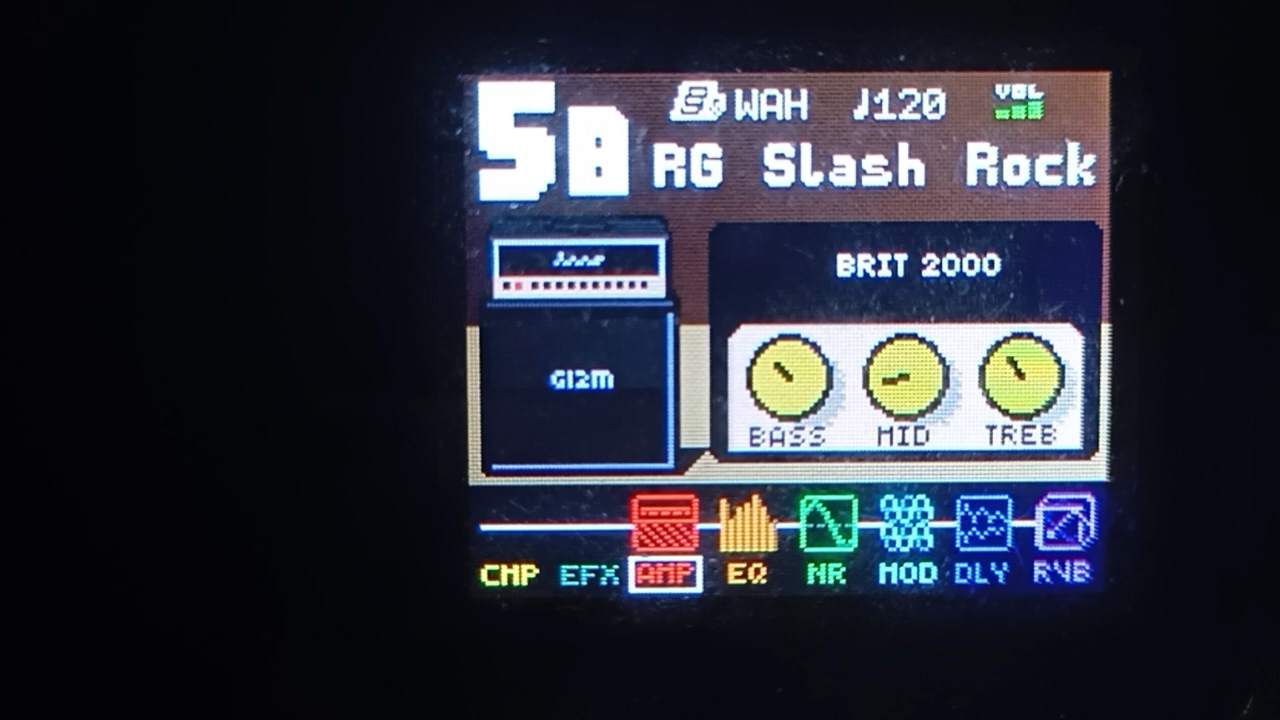 5B
WAH ♩120 VOL
RG Slash Rock
BRIT 2000
GIZM
BASS MID TREB
CMP EFX AMP EQ NR MOD DLY RVB